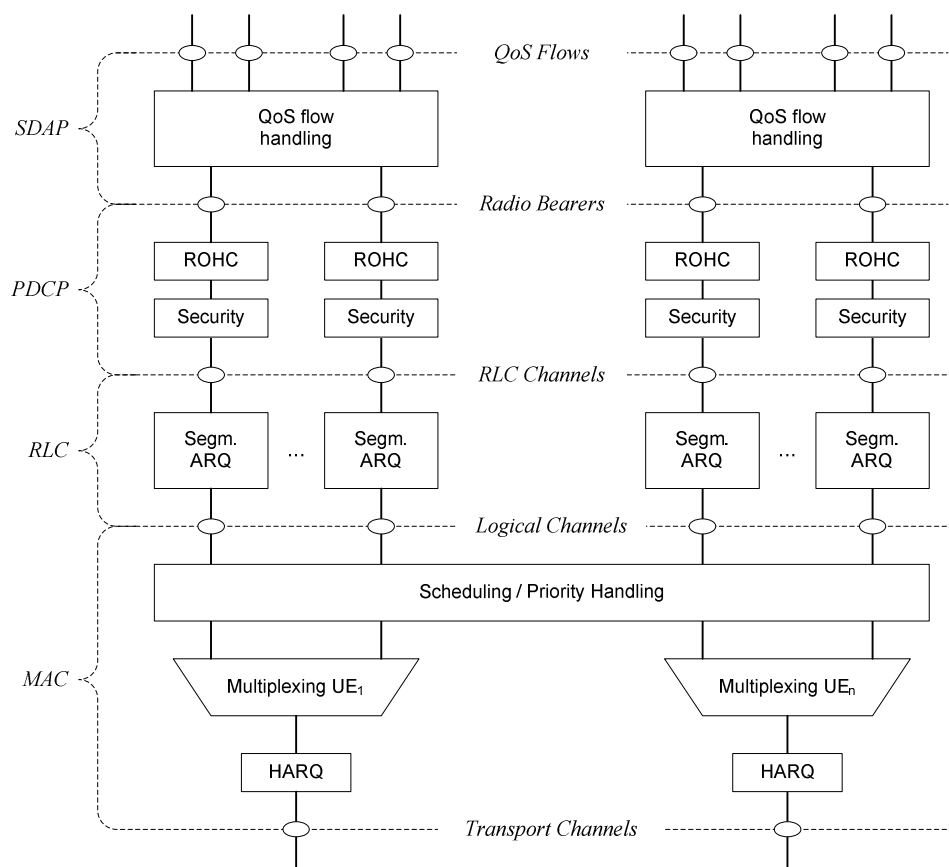 QoS Flows
QoS flow
handling
QoS flow
handling
SDAP
Radio Bearers
ROHC
ROHC
ROHC
ROHC
PDCP
Security
Security
Security
Security
RLC Channels
Segm.
ARQ
...
Segm.
ARQ
Segm.
ARQ
...
Segm.
ARQ
RLC
Logical Channels
Scheduling / Priority Handling
MAC
Multiplexing UE₁
Multiplexing UEₙ
HARQ
HARQ
Transport Channels